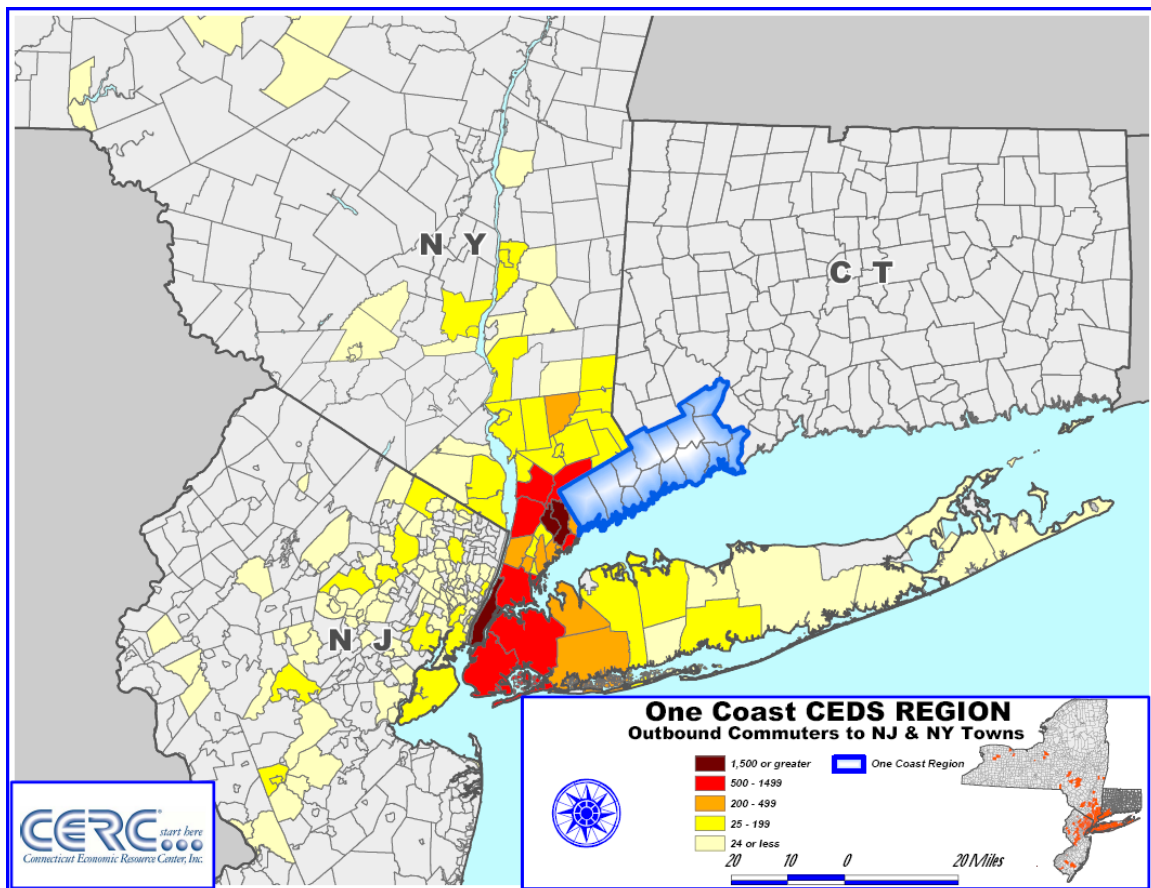 N Y
C T
N J
One Coast CEDS REGION
Outbound Commuters to NJ & NY Towns
1,500 or greater
One Coast Region
500 - 1499
200 - 499
25 - 199
24 or less
20 10 0 20 Miles
CERC...
start here
Connecticut Economic Resource Center, Inc.